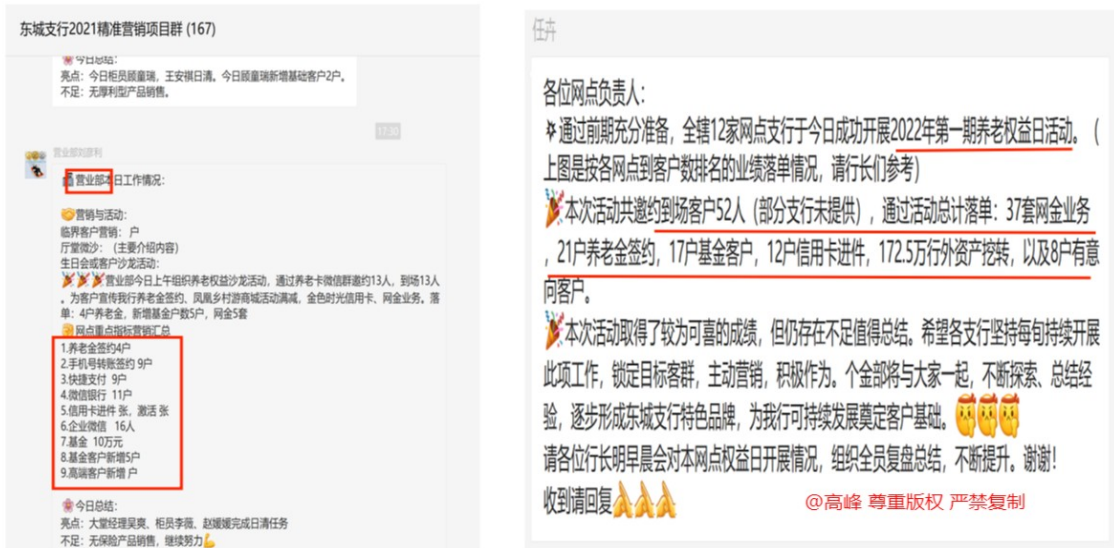 东城支行2021精准营销项目群 (167)
今日总结：
亮点：今日柜员顾童瑞，王安祺日清。今日顾童瑞新增基础客户2户。
不足：无厚利型产品销售。
17:30
营业部刘彦利
营业部本日工作情况：
营销与活动：
临界客户营销： 户
厅堂微沙：（主要介绍内容）
生日会或客户沙龙活动：
营业部今日上午组织养老权益沙龙活动，通过养老卡微信群邀约13人，到场13人
。为客户宣传我行养老金签约、凤凰乡村游商城活动满减，金色时光信用卡、网金业务。落
单：4户养老金，新增基金户数5户，网金5套
网点重点指标营销汇总
1.养老金签约4户
2.手机号转账签约 9户
3.快捷支付 9户
4.微信银行 11户
5.信用卡进件 张，激活 张
6.企业微信 16人
7.基金 10万元
8.基金客户新增5户
9.高端客户新增 户
今日总结：
亮点：大堂经理吴爽、柜员李薇、赵媛媛完成日清任务
不足：无保险产品销售，继续努力
任卉
各位网点负责人：
通过前期充分准备，全辖12家网点支行于今日成功开展2022年第一期养老权益日活动。（
上图是按各网点到客户数排名的业绩落单情况，请行长们参考)
本次活动共邀约到场客户52人（部分支行未提供），通过活动总计落单：37套网金业务
，21户养老金签约，17户基金客户，12户信用卡进件，172.5万行外资产挖转，以及8户有意
向客户。
本次活动取得了较为可喜的成绩，但仍存在不足值得总结。希望各支行坚持每旬持续开展
此项工作，锁定目标客群，主动营销，积极作为。个金部将与大家一起，不断探索、总结经
验，逐步形成东城支行特色品牌，为我行可持续发展奠定客户基础。
请各位行长明早晨会对本网点权益日开展情况，组织全员复盘总结，不断提升。谢谢！
收到请回复
@高峰 尊重版权 严禁复制